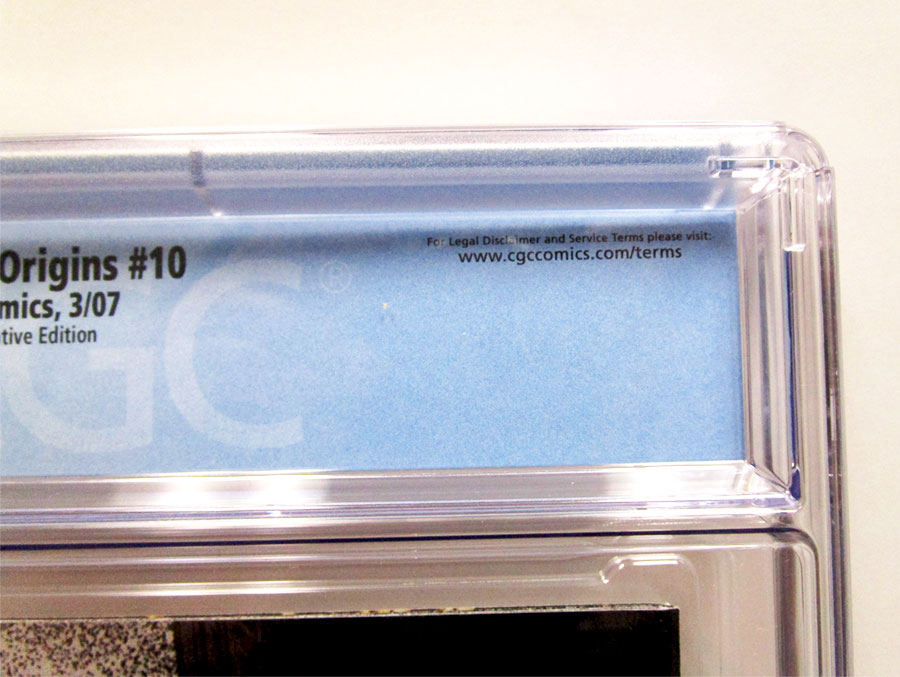 Origins #10
mics, 3/07
tive Edition
For Legal Disclaimer and Service Terms please visit:
www.cgccomics.com/terms
GC®